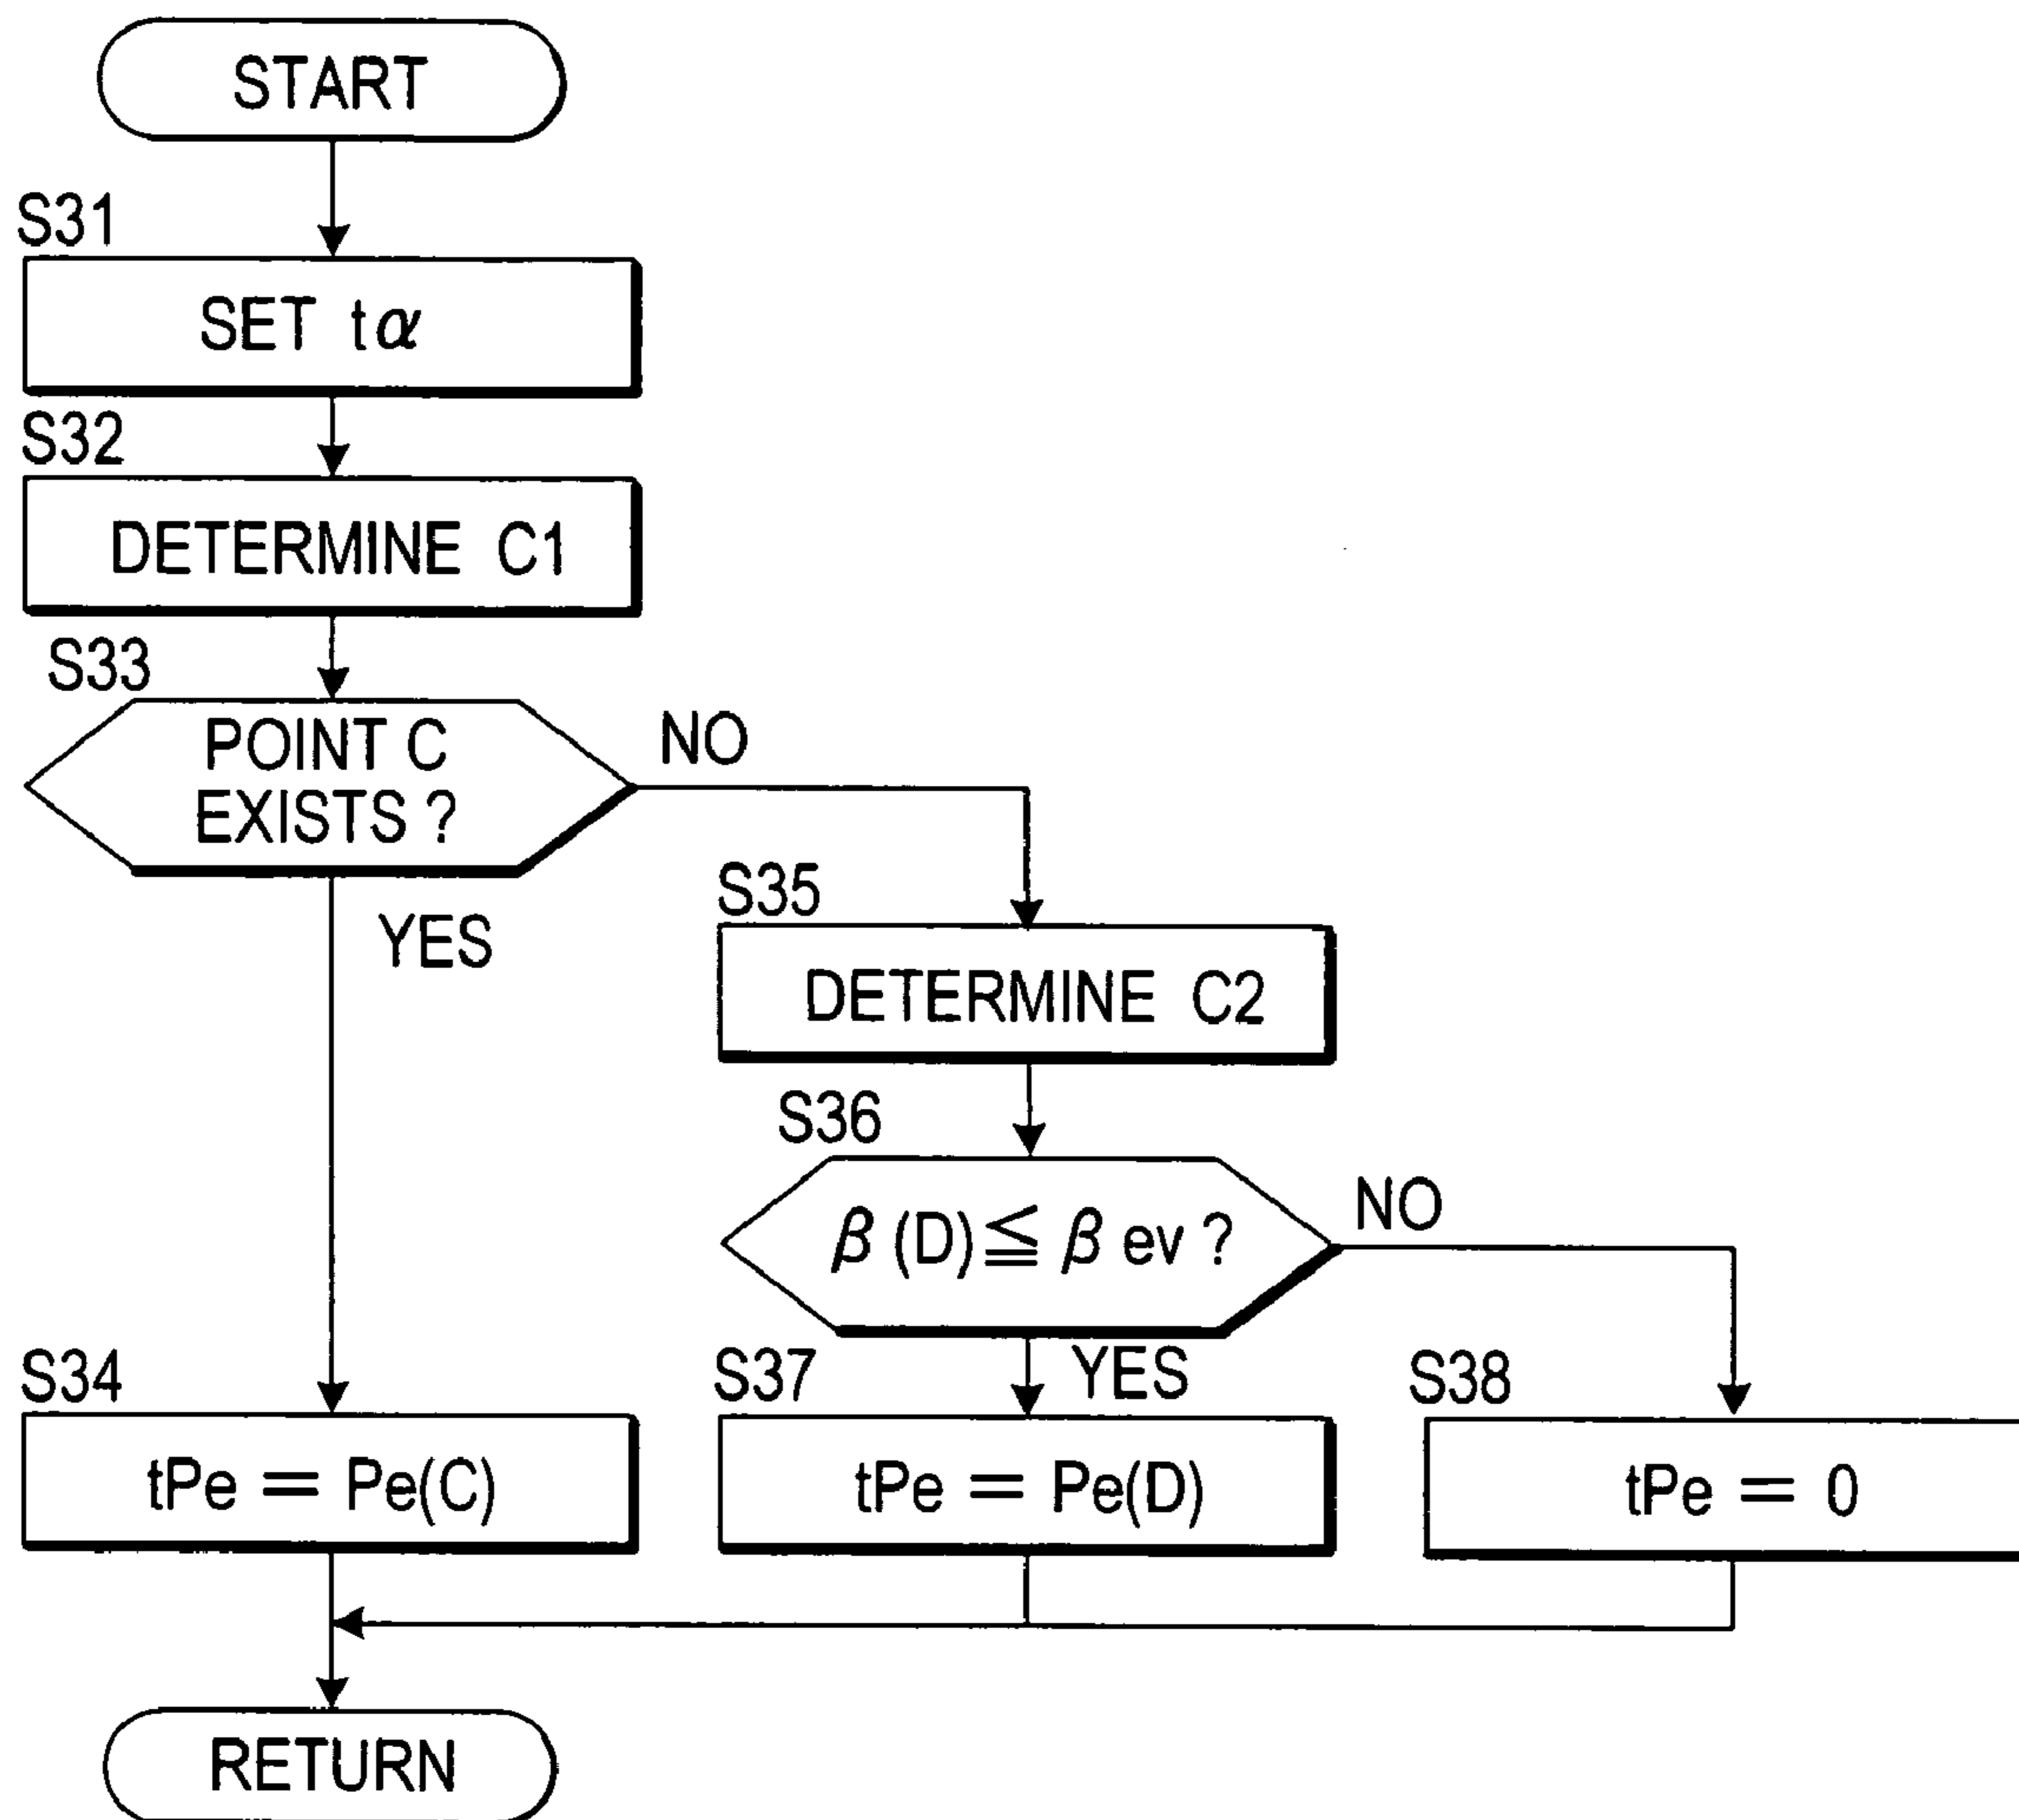 START
S31
SET tα
S32
DETERMINE C1
S33
POINT C
EXISTS ?
NO
YES
S35
DETERMINE C2
S36
β (D) ≦ β ev ?
NO
YES
S34
tPe = Pe(C)
S37
tPe = Pe(D)
S38
tPe = 0
RETURN